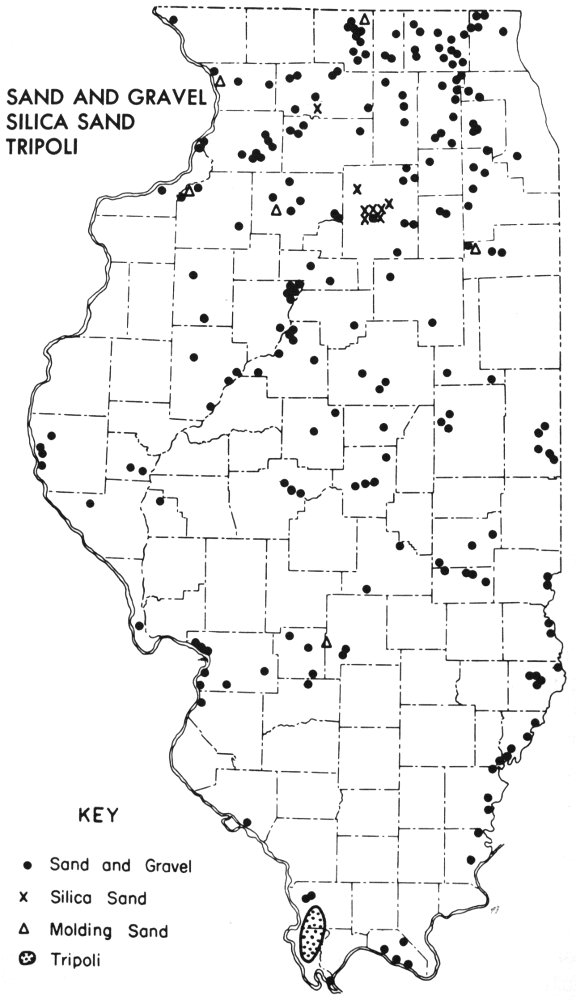 SAND AND GRAVEL
SILICA SAND
TRIPOLI
KEY
Sand and Gravel
x Silica Sand
Molding Sand
Tripoli